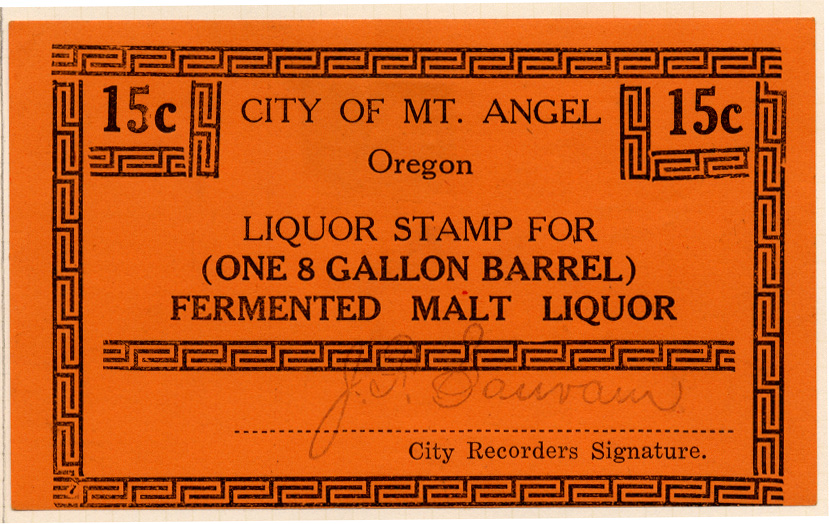 15c CITY OF MT. ANGEL 15c
Oregon
LIQUOR STAMP FOR
(ONE 8 GALLON BARREL)
FERMENTED MALT LIQUOR
J. P.
City Recorders Signature.